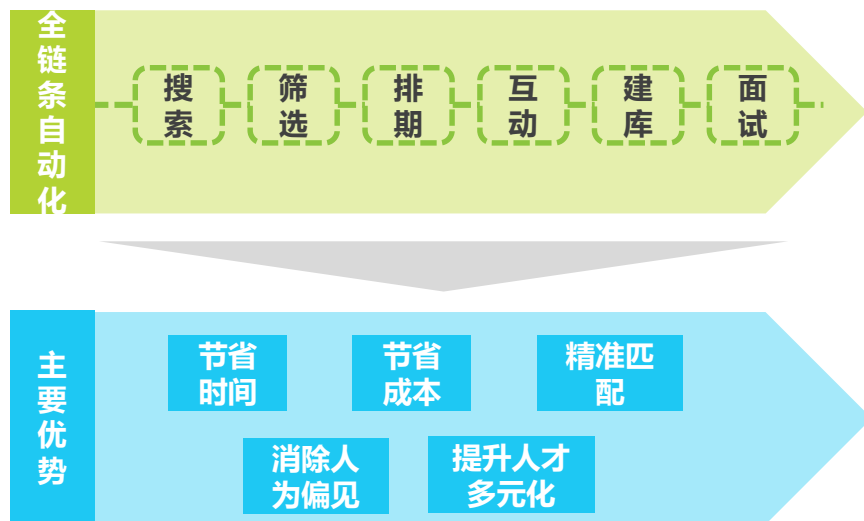 全链条自动化
搜索
筛选
排期
互动
建库
面试
主要优势
节省
时间
节省
成本
精准匹
配
消除人
为偏见
提升人才
多元化